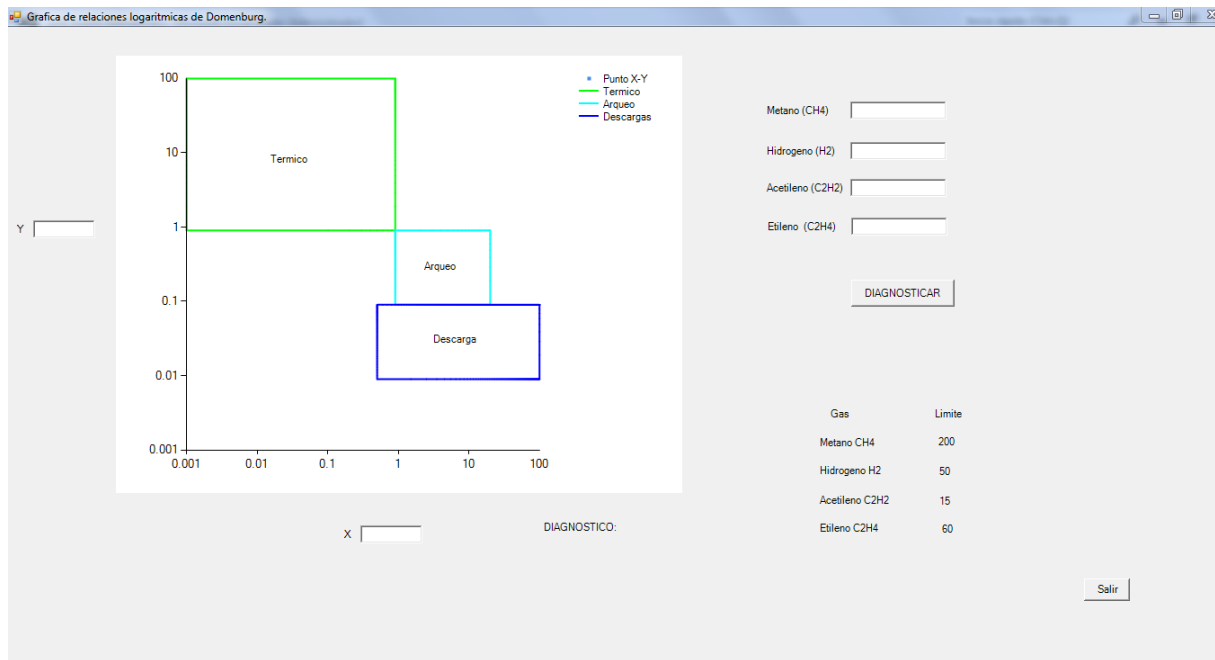 Grafica de relaciones logaritmicas de Domenburg.
100
10
1
0.1
0.01
0.001
0.001 0.01 0.1 1 10 100
Termico
Arqueo
Descarga
Punto X-Y
Termico
Arqueo
Descargas
Y
X
DIAGNOSTICO:
Metano (CH4)
Hidrogeno (H2)
Acetileno (C2H2)
Etileno (C2H4)
DIAGNOSTICAR
Gas Limite
Metano CH4 200
Hidrogeno H2 50
Acetileno C2H2 15
Etileno C2H4 60
Salir